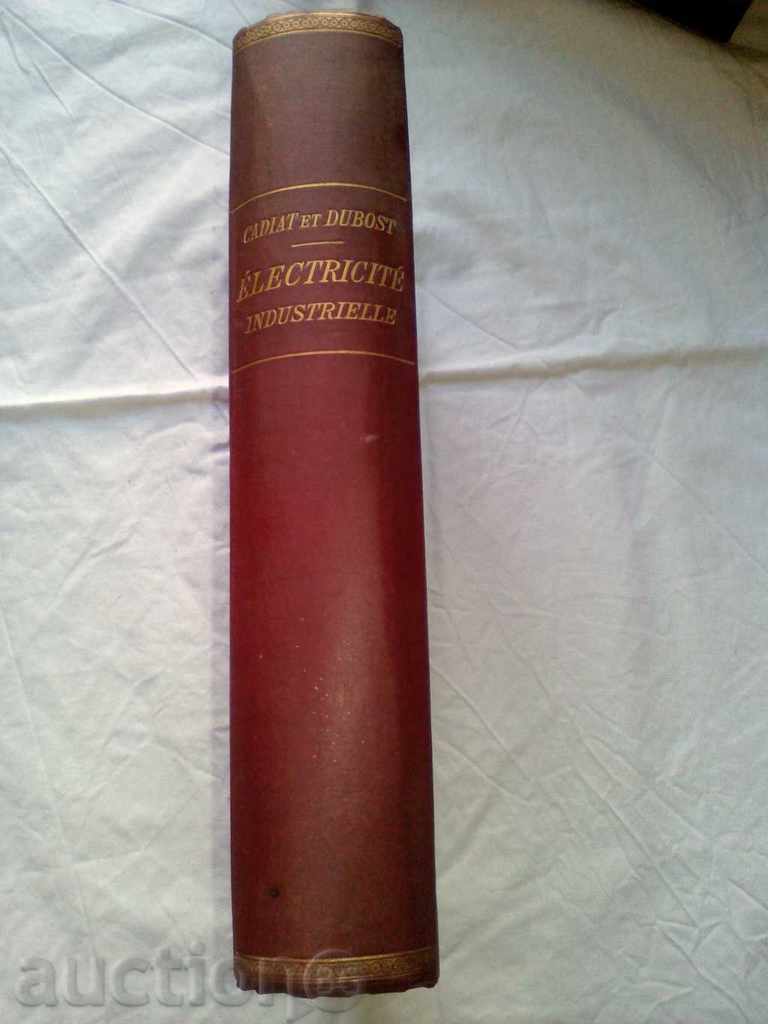 CADIAT ET DUBOST
ÉLECTRICITÉ
INDUSTRIELLE
auction